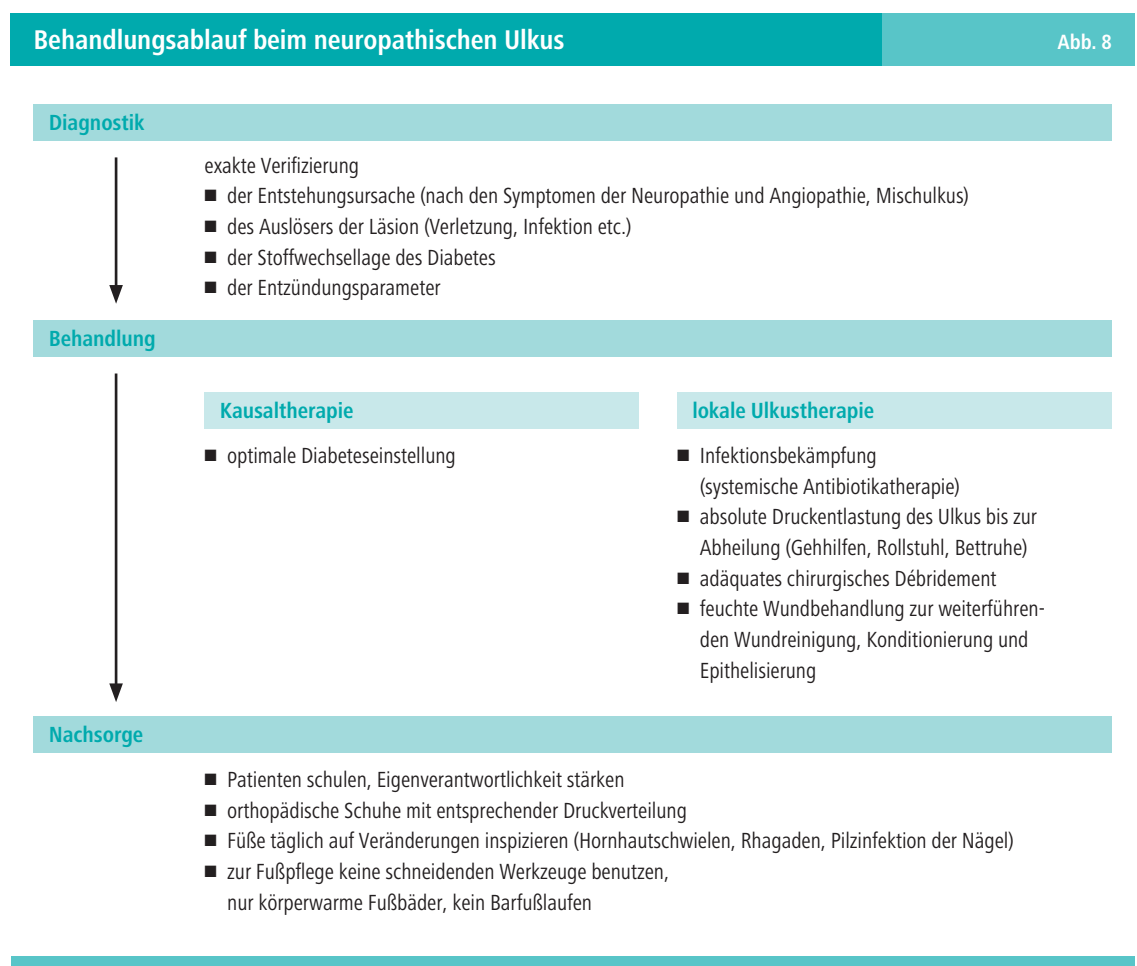 Behandlungsablauf beim neuropathischen Ulkus
Abb. 8
Diagnostik
exakte Verifizierung
■ der Entstehungsursache (nach den Symptomen der Neuropathie und Angiopathie, Mischulkus)
■ des Auslösers der Läsion (Verletzung, Infektion etc.)
■ der Stoffwechsellage des Diabetes
■ der Entzündungsparameter
Behandlung
Kausaltherapie
■ optimale Diabeteseinstellung
lokale Ulkustherapie
■ Infektionsbekämpfung
(systemische Antibiotikatherapie)
■ absolute Druckentlastung des Ulkus bis zur
Abheilung (Gehhilfen, Rollstuhl, Bettruhe)
■ adäquates chirurgisches Débridement
■ feuchte Wundbehandlung zur weiterführen-
den Wundreinigung, Konditionierung und
Epithelisierung
Nachsorge
■ Patienten schulen, Eigenverantwortlichkeit stärken
■ orthopädische Schuhe mit entsprechender Druckverteilung
■ Füße täglich auf Veränderungen inspizieren (Hornhautschwielen, Rhagaden, Pilzinfektion der Nägel)
■ zur Fußpflege keine schneidenden Werkzeuge benutzen,
nur körperwarme Fußbäder, kein Barfußlaufen